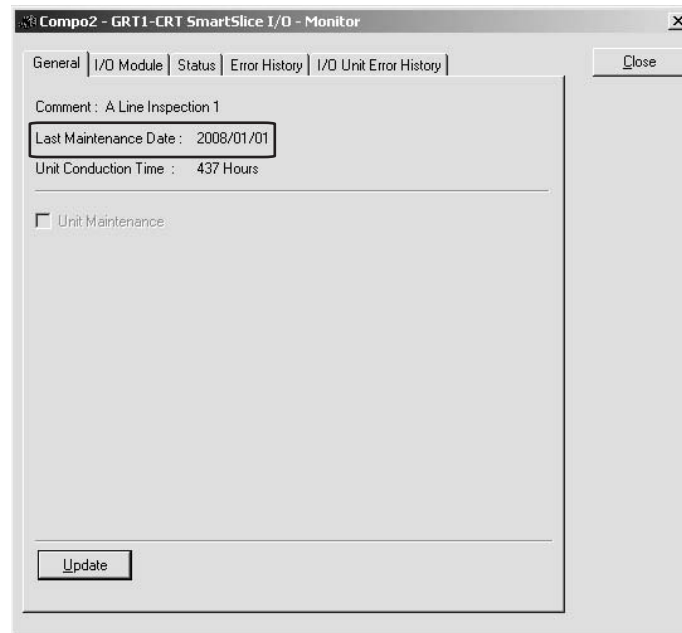 Compo2 - GRT1-CRT SmartSlice I/O - Monitor
General I/O Module Status Error History I/O Unit Error History
Close
Comment : A Line Inspection 1
Last Maintenance Date : 2008/01/01
Unit Conduction Time : 437 Hours
Unit Maintenance
Update